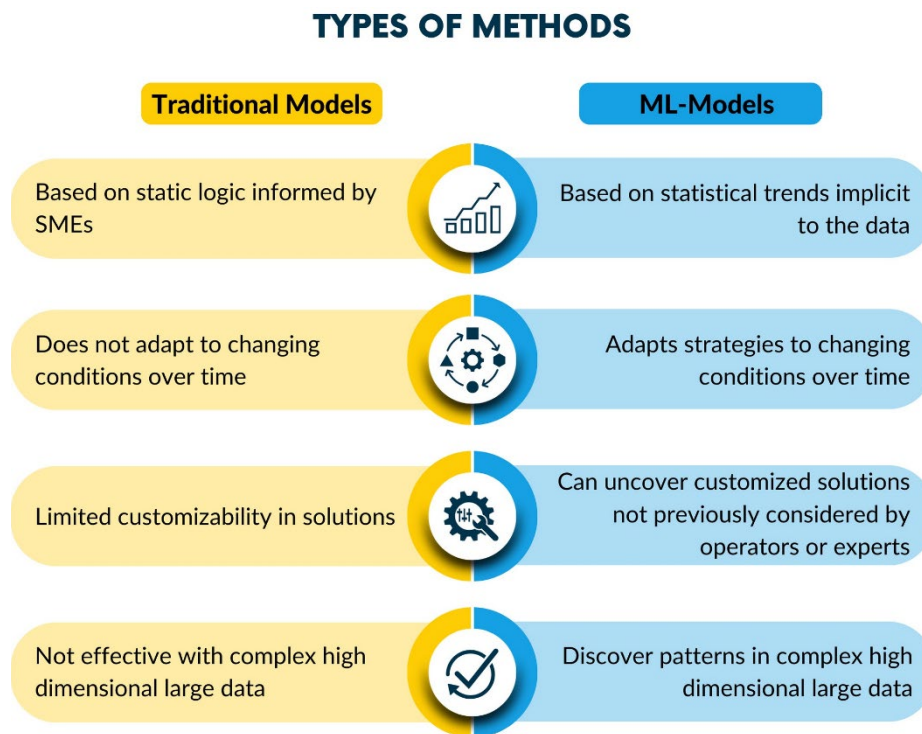 TYPES OF METHODS
Traditional Models
ML-Models
Based on static logic informed by
SMEs
Based on statistical trends implicit
to the data
Does not adapt to changing
conditions over time
Adapts strategies to changing
conditions over time
Limited customizability in solutions
Can uncover customized solutions
not previously considered by
operators or experts
Not effective with complex high
dimensional large data
Discover patterns in complex high
dimensional large data